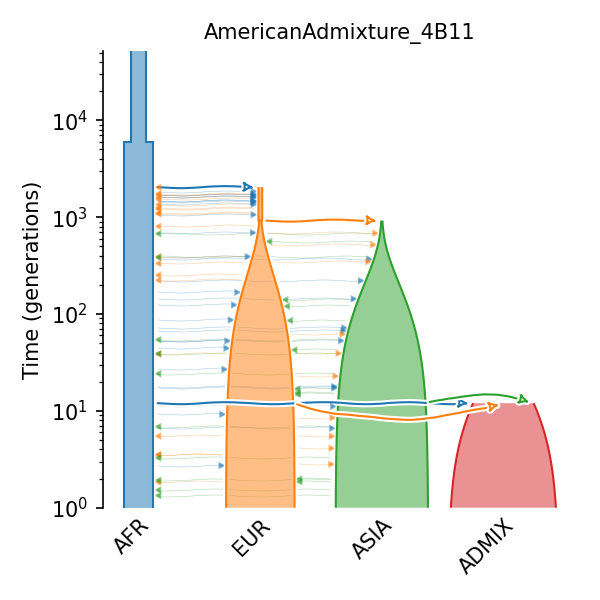 AmericanAdmixture_4B11
Time (generations)
10⁴
10³
10²
10¹
10⁰
AFR
EUR
ASIA
ADMIX